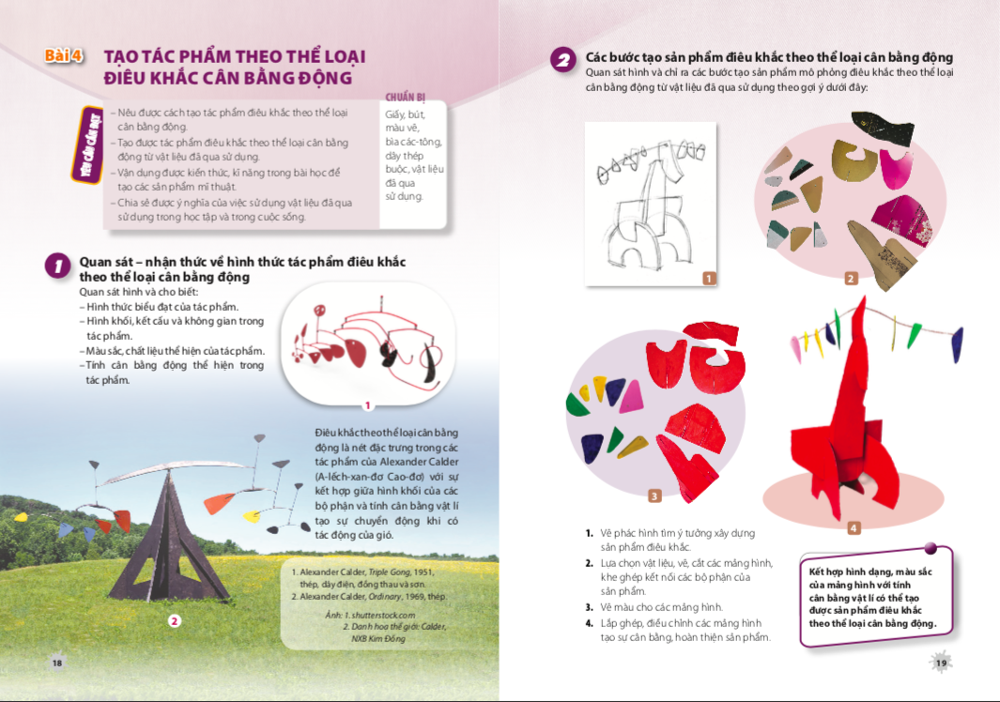 Bài 4
TẠO TÁC PHẨM THEO THỂ LOẠI
ĐIÊU KHẮC CÂN BẰNG ĐỘNG
YÊU CẦU CẦN ĐẠT
– Nêu được cách tạo tác phẩm điêu khắc theo thể loại
cân bằng động.
– Tạo được tác phẩm điêu khắc theo thể loại cân bằng
động từ vật liệu đã qua sử dụng.
– Vận dụng được kiến thức, kĩ năng trong bài học để
tạo các sản phẩm mĩ thuật.
– Chia sẻ được ý nghĩa của việc sử dụng vật liệu đã qua
sử dụng trong học tập và trong cuộc sống.
CHUẨN BỊ
Giấy, bút,
màu vẽ,
bìa các-tông,
dây thép
buộc, vật liệu
đã qua
sử dụng.
1
Quan sát – nhận thức về hình thức tác phẩm điêu khắc
theo thể loại cân bằng động
Quan sát hình và cho biết:
– Hình thức biểu đạt của tác phẩm.
– Hình khối, kết cấu và không gian trong
tác phẩm.
– Màu sắc, chất liệu thể hiện của tác phẩm.
– Tính cân bằng động thể hiện trong
tác phẩm.
1
Điêu khắc theo thể loại cân bằng
động là nét đặc trưng trong các
tác phẩm của Alexander Calder
(A-lếch-xan-đơ Cao-đơ) với sự
kết hợp giữa hình khối của các
bộ phận và tính cân bằng vật lí
tạo sự chuyển động khi có
tác động của gió.
1. Alexander Calder, Triple Gong, 1951,
thép, dây điện, đồng thau và sơn.
2. Alexander Calder, Ordinary, 1969, thép.
Ảnh: 1. shutterstock.com
2. Danh hoạ thế giới: Calder,
NXB Kim Đồng
2
18
2
Các bước tạo sản phẩm điêu khắc theo thể loại cân bằng động
Quan sát hình và chỉ ra các bước tạo sản phẩm mô phỏng điêu khắc theo thể loại
cân bằng động từ vật liệu đã qua sử dụng theo gợi ý dưới đây:
1
2
3
4
1. Vẽ phác hình tìm ý tưởng xây dựng
sản phẩm điêu khắc.
2. Lựa chọn vật liệu, vẽ, cắt các mảng hình,
khe ghép kết nối các bộ phận của
sản phẩm.
3. Vẽ màu cho các mảng hình.
4. Lắp ghép, điều chỉnh các mảng hình
tạo sự cân bằng, hoàn thiện sản phẩm.
Kết hợp hình dạng, màu sắc
của mảng hình với tính
cân bằng vật lí có thể tạo
được sản phẩm điêu khắc
theo thể loại cân bằng động.
19